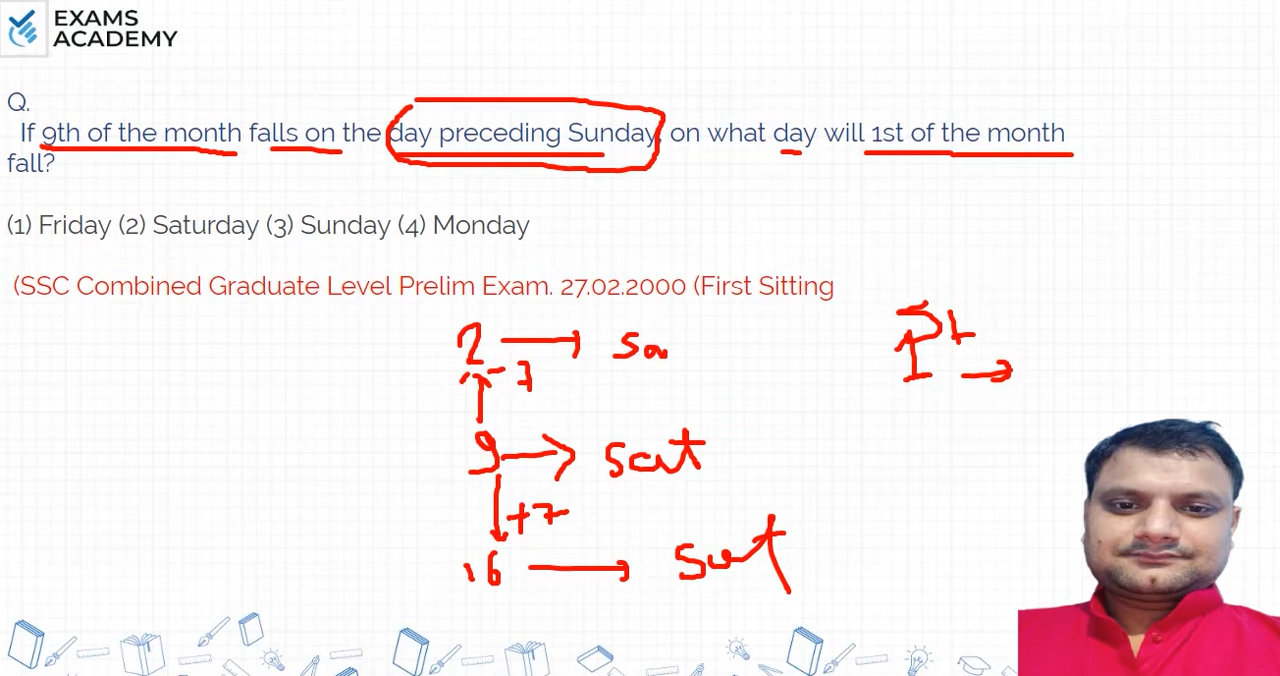 EXAMS
ACADEMY
Q.
If 9th of the month falls on the day preceding Sunday, on what day will 1st of the month
fall?
(1) Friday (2) Saturday (3) Sunday (4) Monday
(SSC Combined Graduate Level Prelim Exam. 27.02.2000 (First Sitting
2 → Sa
-7
9 → Sat
+7
16 → Sat